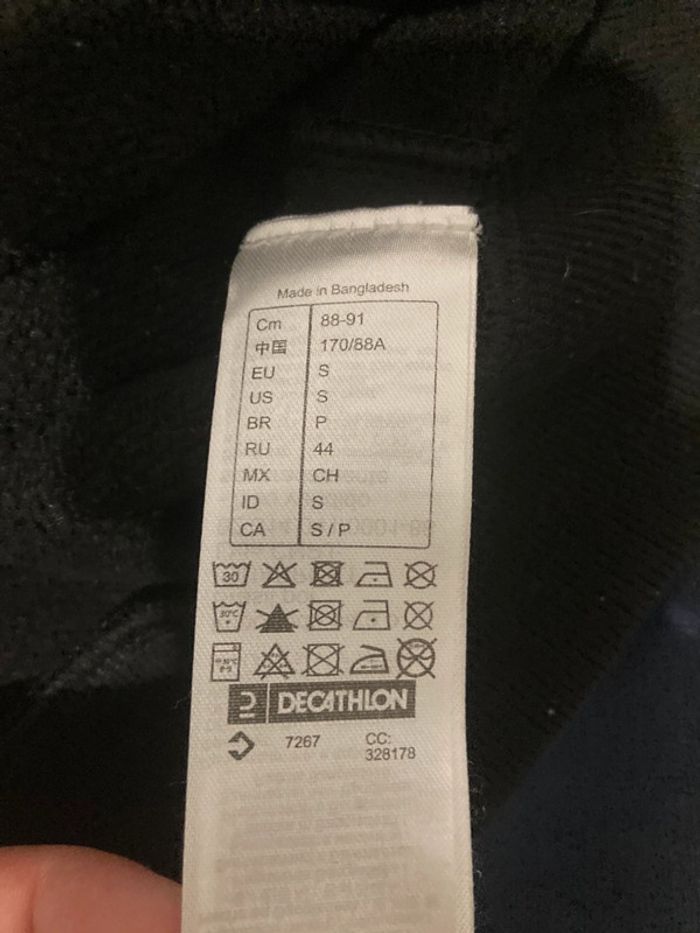 Made in Bangladesh
Cm 88-91
中国 170/88A
EU S
US S
BR P
RU 44
MX CH
ID S
CA S / P
30
30°C
DECATHLON
7267 CC:
328178